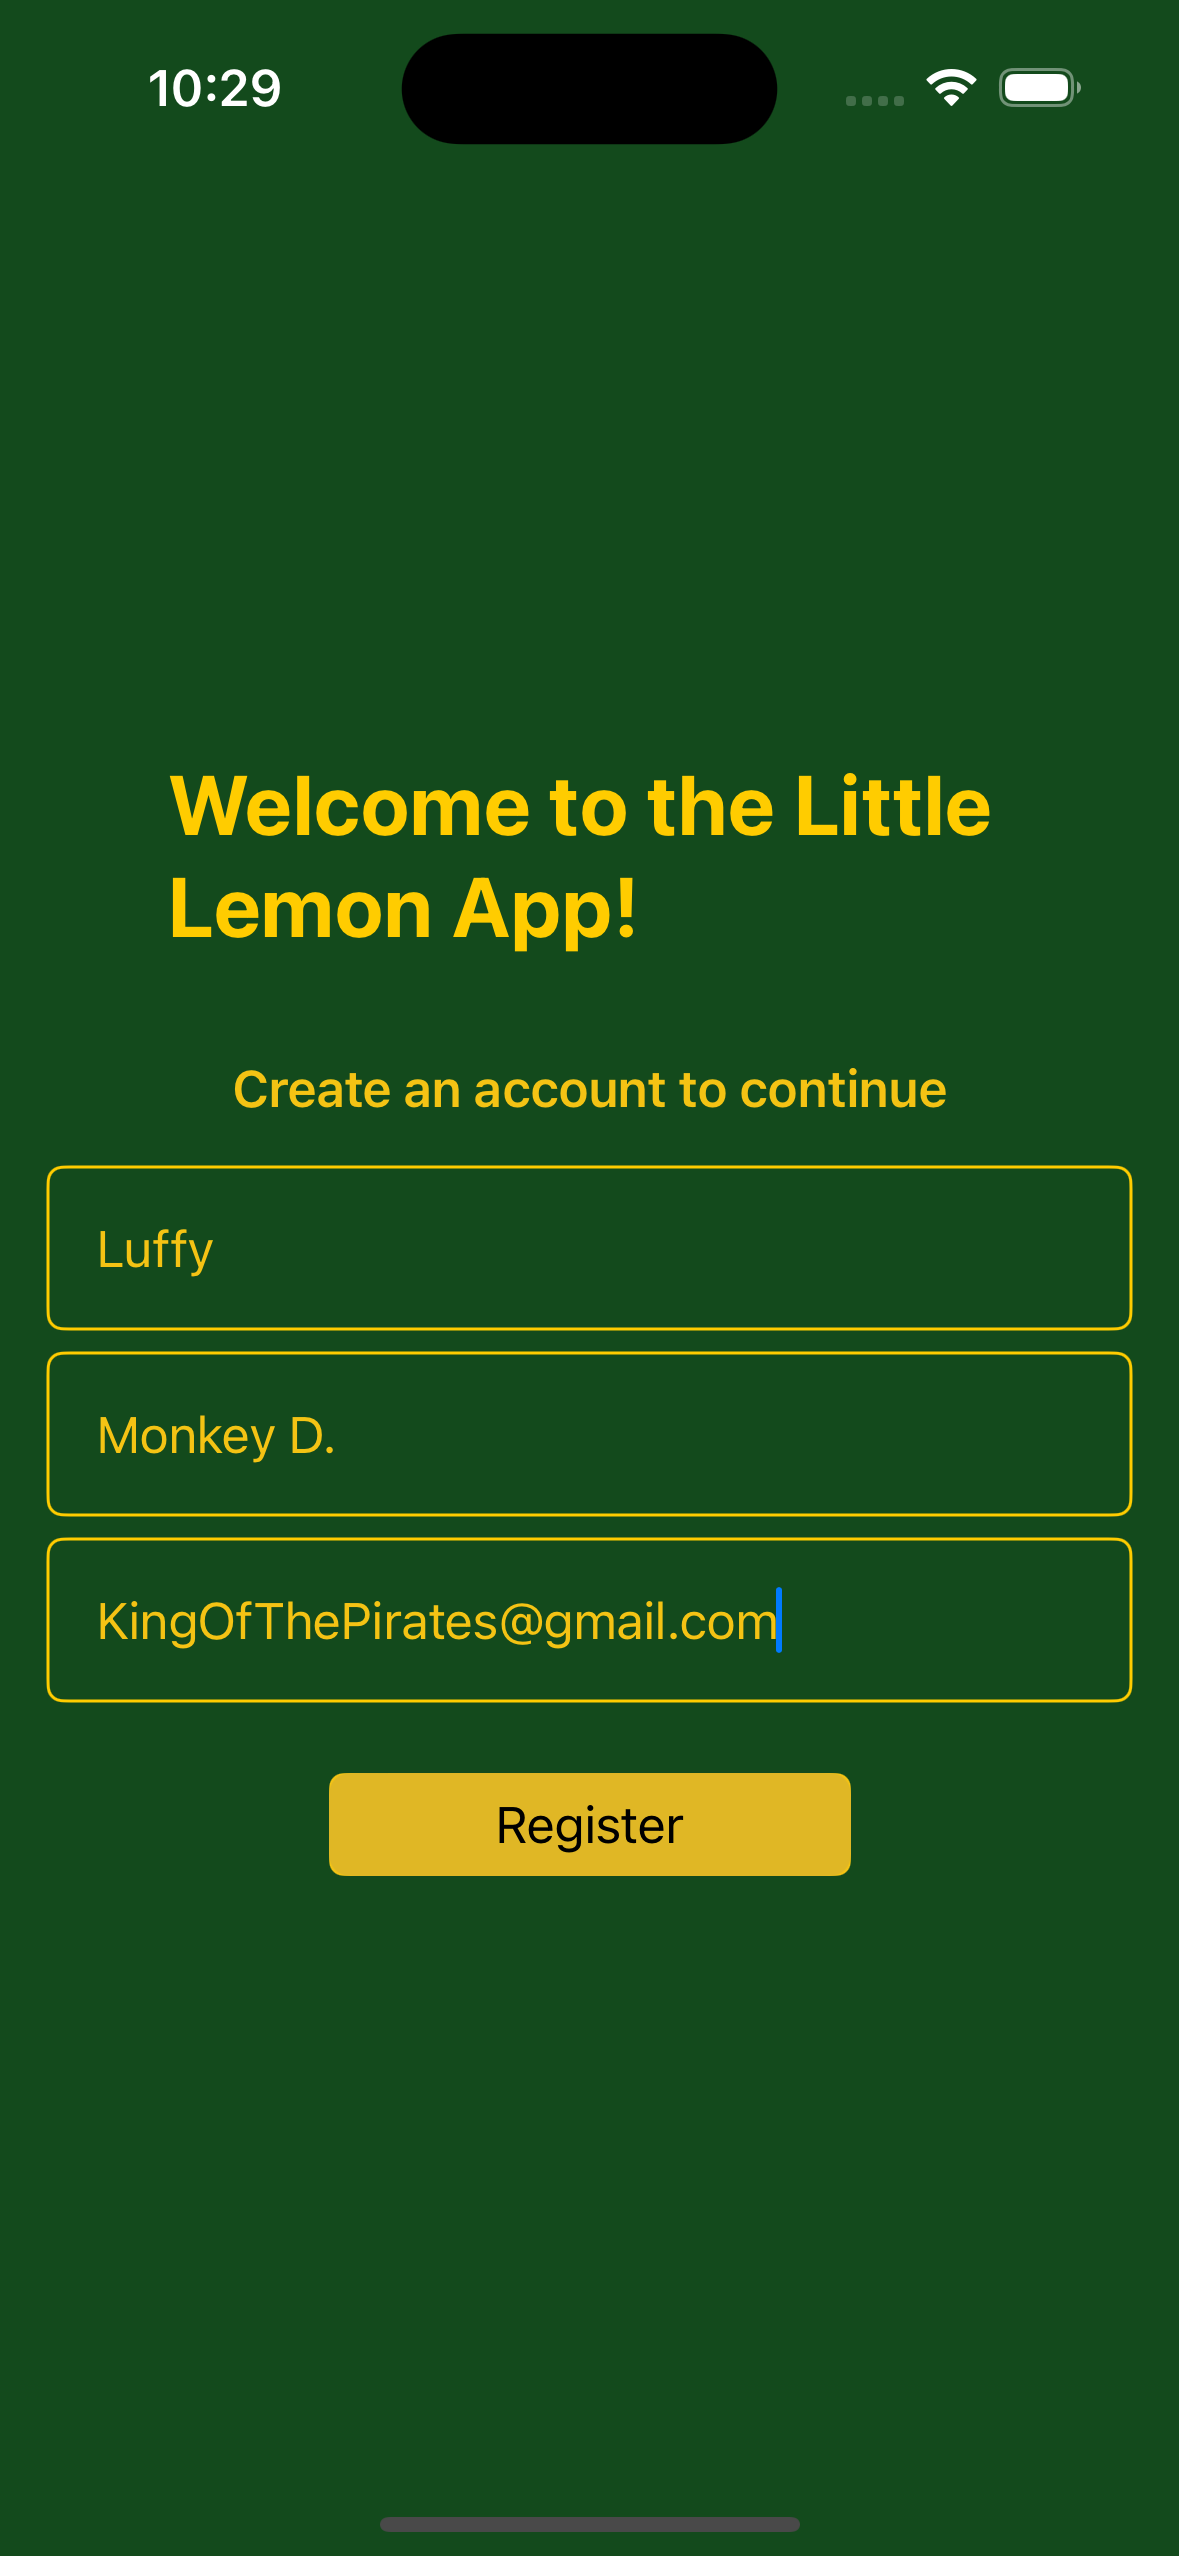 10:29
Welcome to the Little
Lemon App!
Create an account to continue
Luffy
Monkey D.
KingOfThePirates@gmail.com
Register